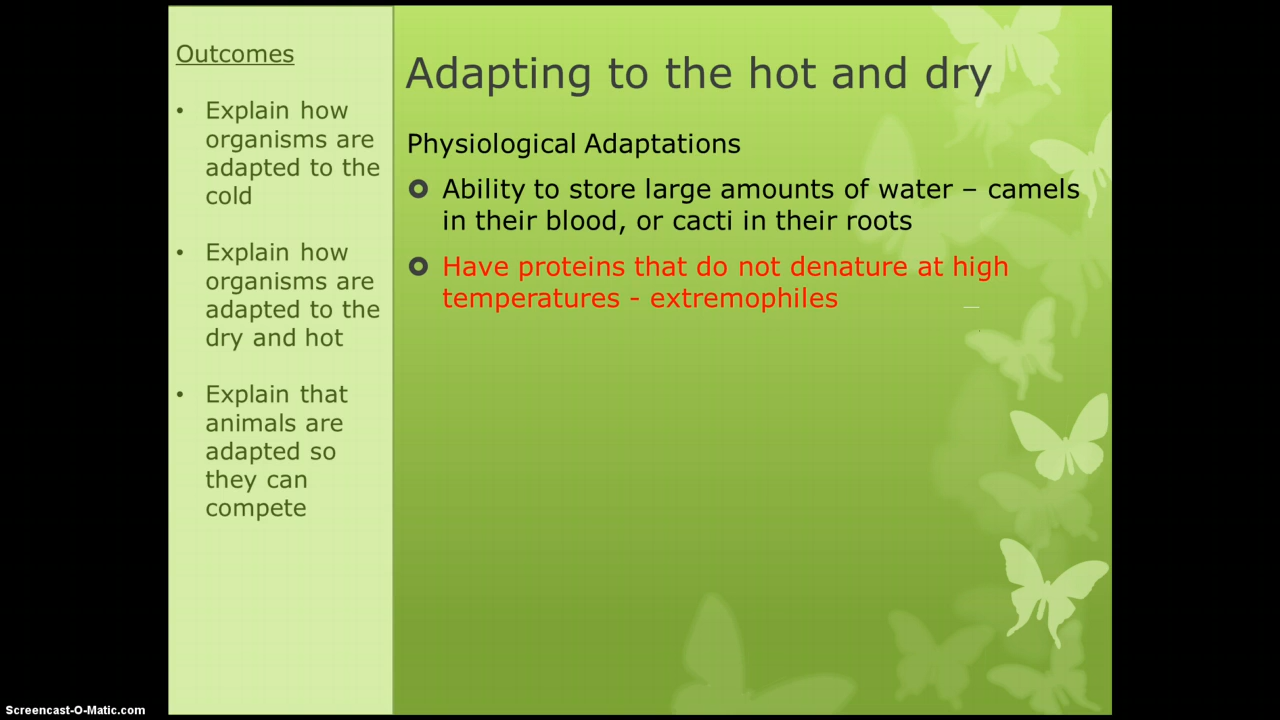 Outcomes
• Explain how
organisms are
adapted to the
cold
• Explain how
organisms are
adapted to the
dry and hot
• Explain that
animals are
adapted so
they can
compete
Adapting to the hot and dry
Physiological Adaptations
Ability to store large amounts of water – camels
in their blood, or cacti in their roots
Have proteins that do not denature at high
temperatures - extremophiles
Screencast-O-Matic.com